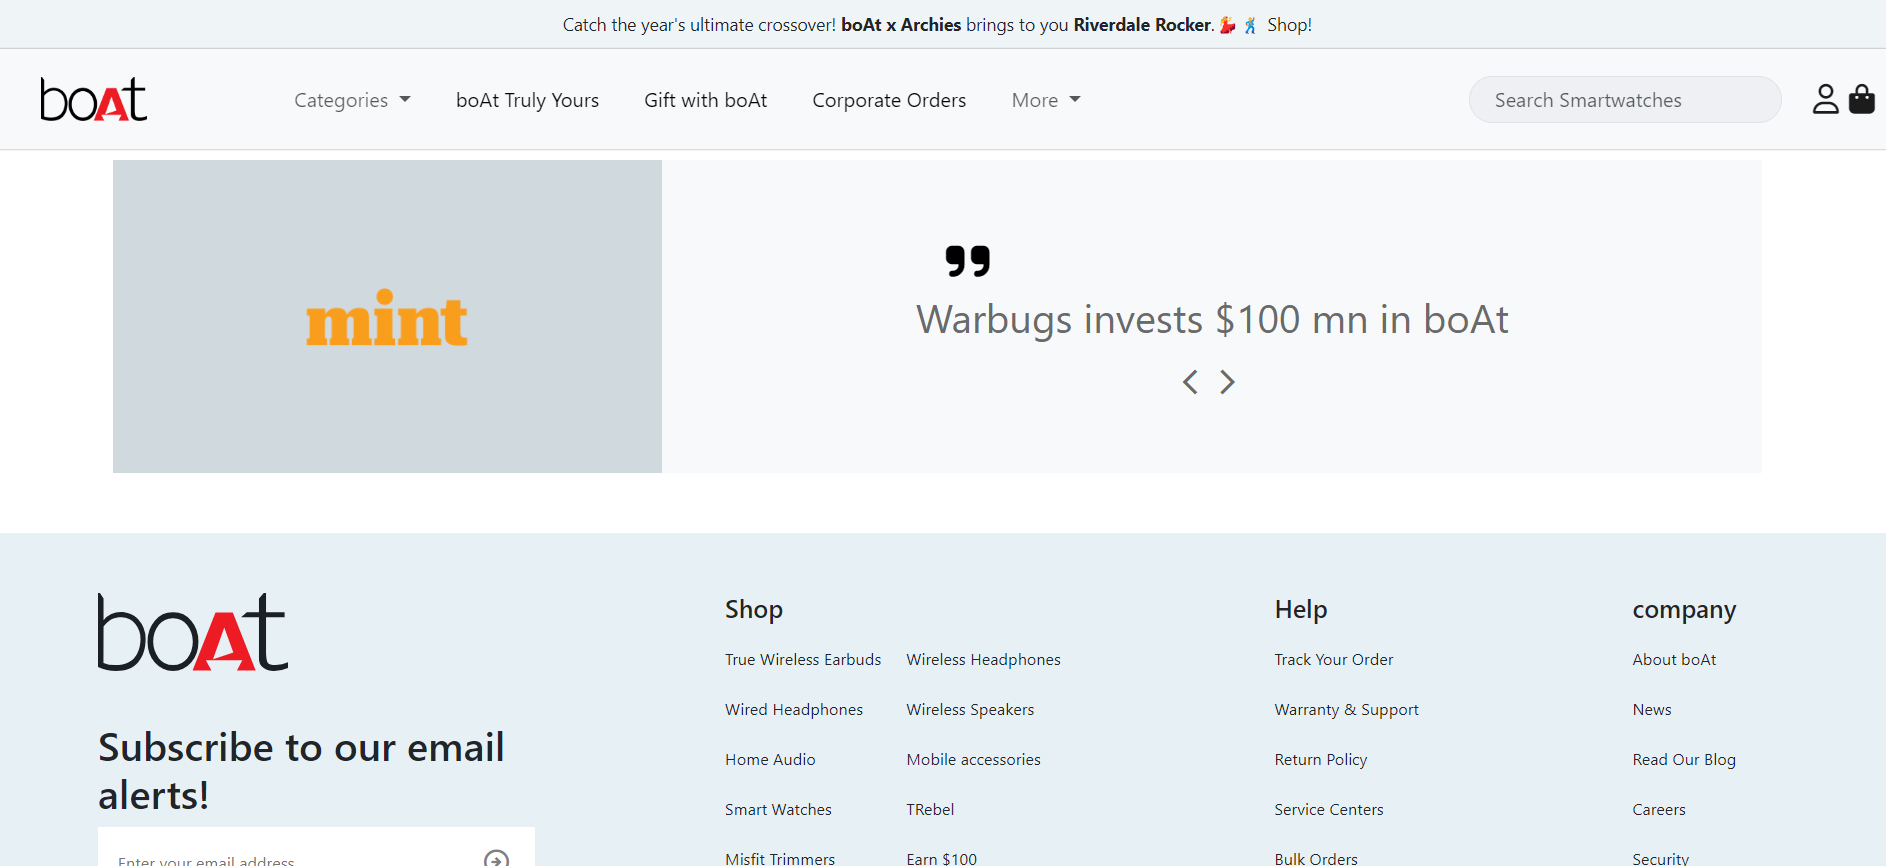 Catch the year's ultimate crossover! boAt x Archies brings to you Riverdale Rocker.💃🕺 Shop!
boAt
Categories
boAt Truly Yours
Gift with boAt
Corporate Orders
More
Search Smartwatches
mint
❞
Warbugs invests $100 mn in boAt
boAt
Subscribe to our email
alerts!
Enter your email address
Shop
True Wireless Earbuds
Wireless Headphones
Wired Headphones
Wireless Speakers
Home Audio
Mobile accessories
Smart Watches
TRebel
Misfit Trimmers
Earn $100
Help
Track Your Order
Warranty & Support
Return Policy
Service Centers
Bulk Orders
company
About boAt
News
Read Our Blog
Careers
Security